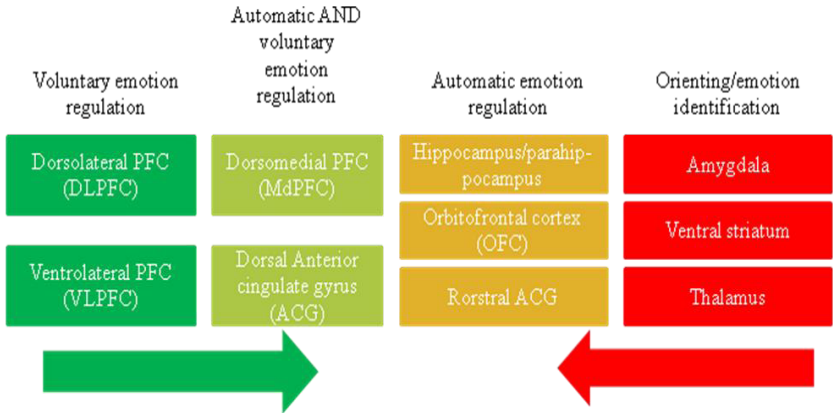 Voluntary emotion
regulation
Automatic AND
voluntary
emotion
regulation
Automatic emotion
regulation
Orienting/emotion
identification
Dorsolateral PFC
(DLPFC)
Ventrolateral PFC
(VLPFC)
Dorsomedial PFC
(MdPFC)
Dorsal Anterior
cingulate gyrus
(ACG)
Hippocampus/parahip-
pocampus
Orbitofrontal cortex
(OFC)
Rorstral ACG
Amygdala
Ventral striatum
Thalamus